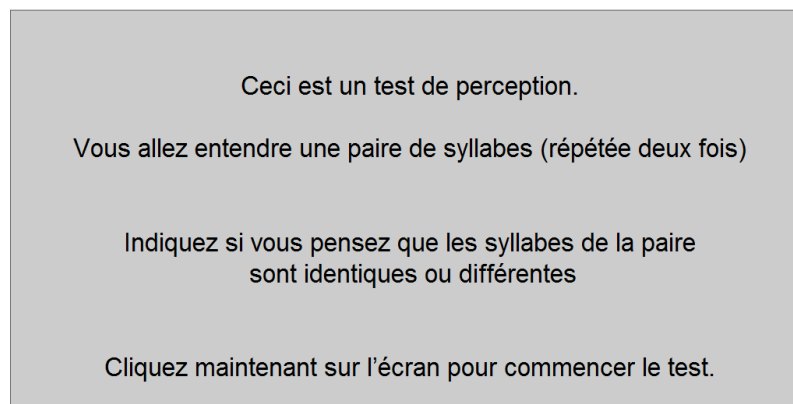 Ceci est un test de perception.
Vous allez entendre une paire de syllabes (répétée deux fois)
Indiquez si vous pensez que les syllabes de la paire
sont identiques ou différentes
Cliquez maintenant sur l’écran pour commencer le test.